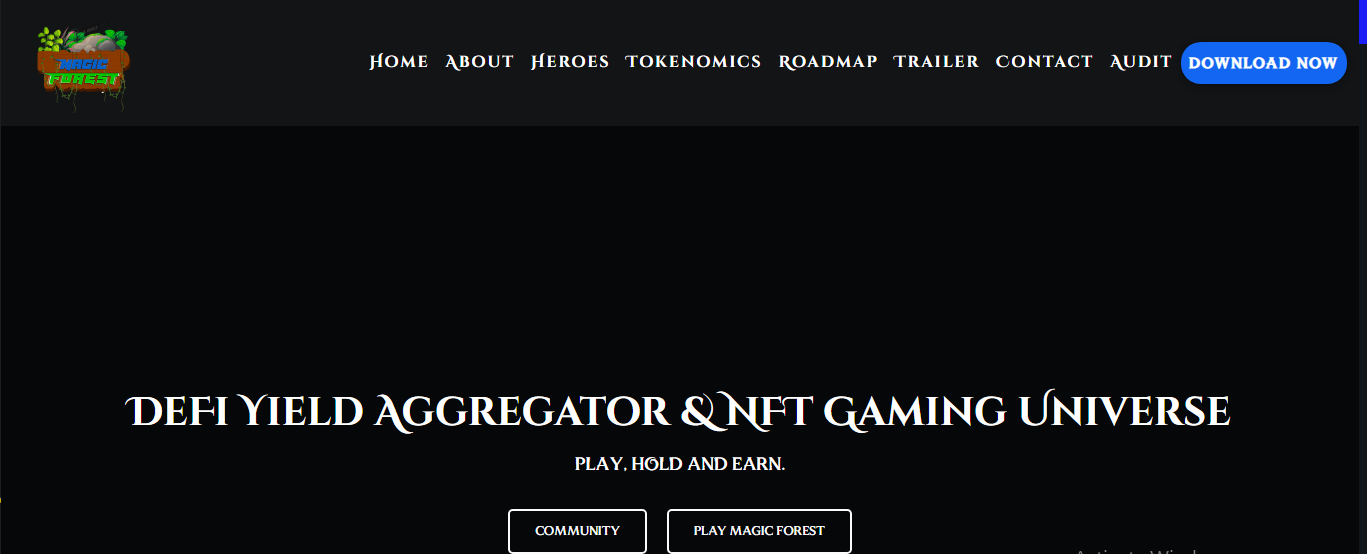 MAGIC
FOREST
Home About Heroes Tokenomics Roadmap Trailer Contact Audit DOWNLOAD NOW
DeFi Yield Aggregator & NFT Gaming Universe
PLAY, HOLD AND EARN.
COMMUNITY PLAY MAGIC FOREST